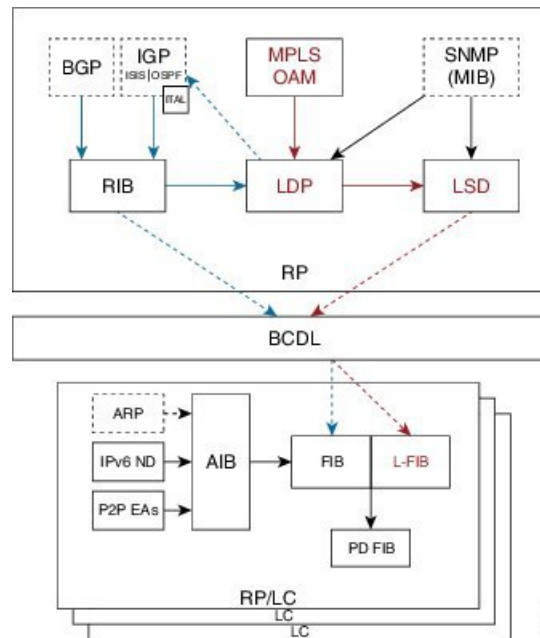 BGP
IGP
ISIS|OSPF
ITAL
MPLS
OAM
SNMP
(MIB)
RIB
LDP
LSD
RP
BCDL
ARP
IPv6 ND
P2P EAs
AIB
FIB
L-FIB
PD FIB
RP/LC
LC
LC